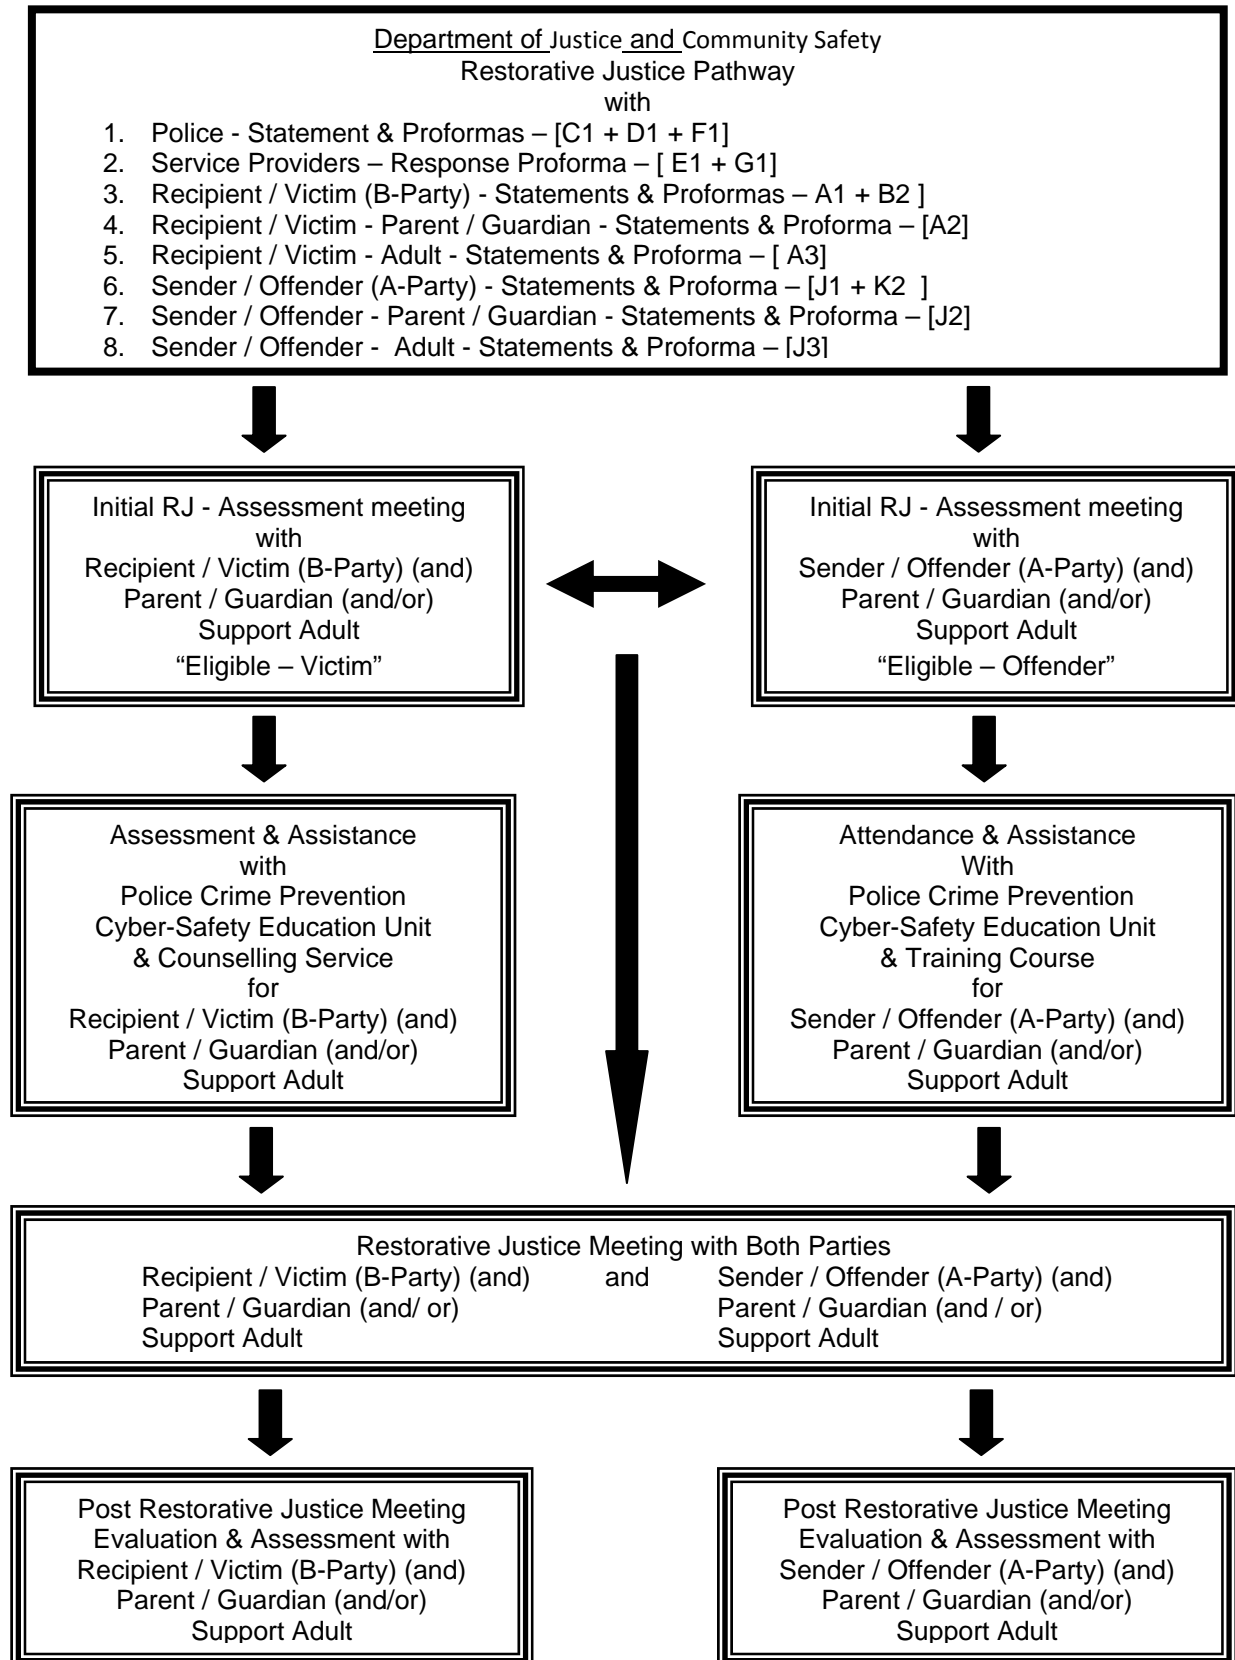 Department of Justice and Community Safety
Restorative Justice Pathway
with
1. Police - Statement & Proformas – [C1 + D1 + F1]
2. Service Providers – Response Proforma – [ E1 + G1]
3. Recipient / Victim (B-Party) - Statements & Proformas – A1 + B2 ]
4. Recipient / Victim - Parent / Guardian - Statements & Proforma – [A2]
5. Recipient / Victim - Adult - Statements & Proforma – [ A3]
6. Sender / Offender (A-Party) - Statements & Proforma – [J1 + K2 ]
7. Sender / Offender - Parent / Guardian - Statements & Proforma – [J2]
8. Sender / Offender - Adult - Statements & Proforma – [J3]
Initial RJ - Assessment meeting
with
Recipient / Victim (B-Party) (and)
Parent / Guardian (and/or)
Support Adult
“Eligible – Victim”
Initial RJ - Assessment meeting
with
Sender / Offender (A-Party) (and)
Parent / Guardian (and/or)
Support Adult
“Eligible – Offender”
Assessment & Assistance
with
Police Crime Prevention
Cyber-Safety Education Unit
& Counselling Service
for
Recipient / Victim (B-Party) (and)
Parent / Guardian (and/or)
Support Adult
Attendance & Assistance
With
Police Crime Prevention
Cyber-Safety Education Unit
& Training Course
for
Sender / Offender (A-Party) (and)
Parent / Guardian (and/or)
Support Adult
Restorative Justice Meeting with Both Parties
Recipient / Victim (B-Party) (and) and Sender / Offender (A-Party) (and)
Parent / Guardian (and/ or) Parent / Guardian (and / or)
Support Adult Support Adult
Post Restorative Justice Meeting
Evaluation & Assessment with
Recipient / Victim (B-Party) (and)
Parent / Guardian (and/or)
Support Adult
Post Restorative Justice Meeting
Evaluation & Assessment with
Sender / Offender (A-Party) (and)
Parent / Guardian (and/or)
Support Adult